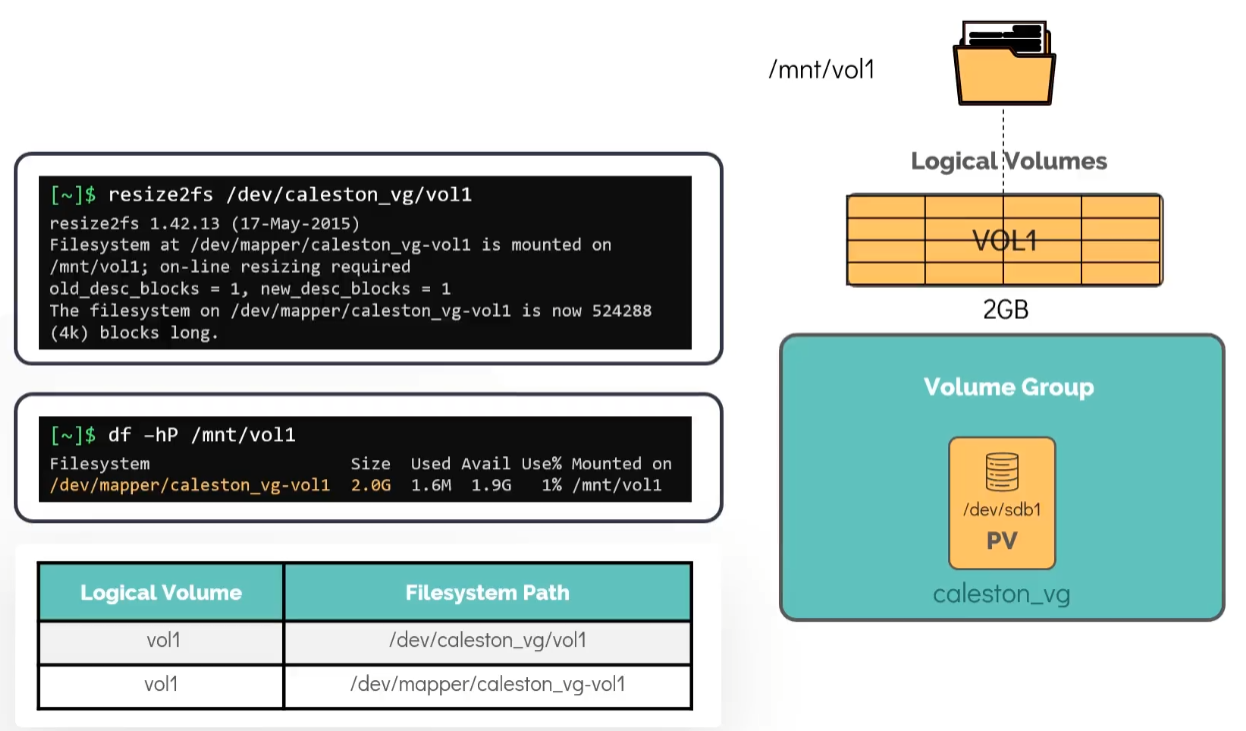 /mnt/vol1
Logical Volumes
VOL1
2GB
Volume Group
/dev/sdb1
PV
caleston_vg
[~]$ resize2fs /dev/caleston_vg/vol1
resize2fs 1.42.13 (17-May-2015)
Filesystem at /dev/mapper/caleston_vg-vol1 is mounted on
/mnt/vol1; on-line resizing required
old_desc_blocks = 1, new_desc_blocks = 1
The filesystem on /dev/mapper/caleston_vg-vol1 is now 524288
(4k) blocks long.
[~]$ df –hP /mnt/vol1
Filesystem Size Used Avail Use% Mounted on
/dev/mapper/caleston_vg-vol1 2.0G 1.6M 1.9G 1% /mnt/vol1
Logical Volume Filesystem Path
vol1 /dev/caleston_vg/vol1
vol1 /dev/mapper/caleston_vg-vol1